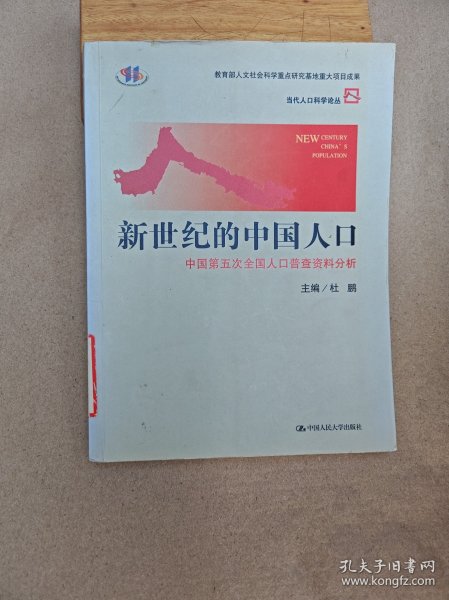 教育部人文社会科学重点研究基地重大项目成果
当代人口科学论丛
NEW CENTURY
CHINA'S
POPULATION
新世纪的中国人口
中国第五次全国人口普查资料分析
主编/杜 鹏
中国人民大学出版社
孔夫子旧书网
www.kongfz.com